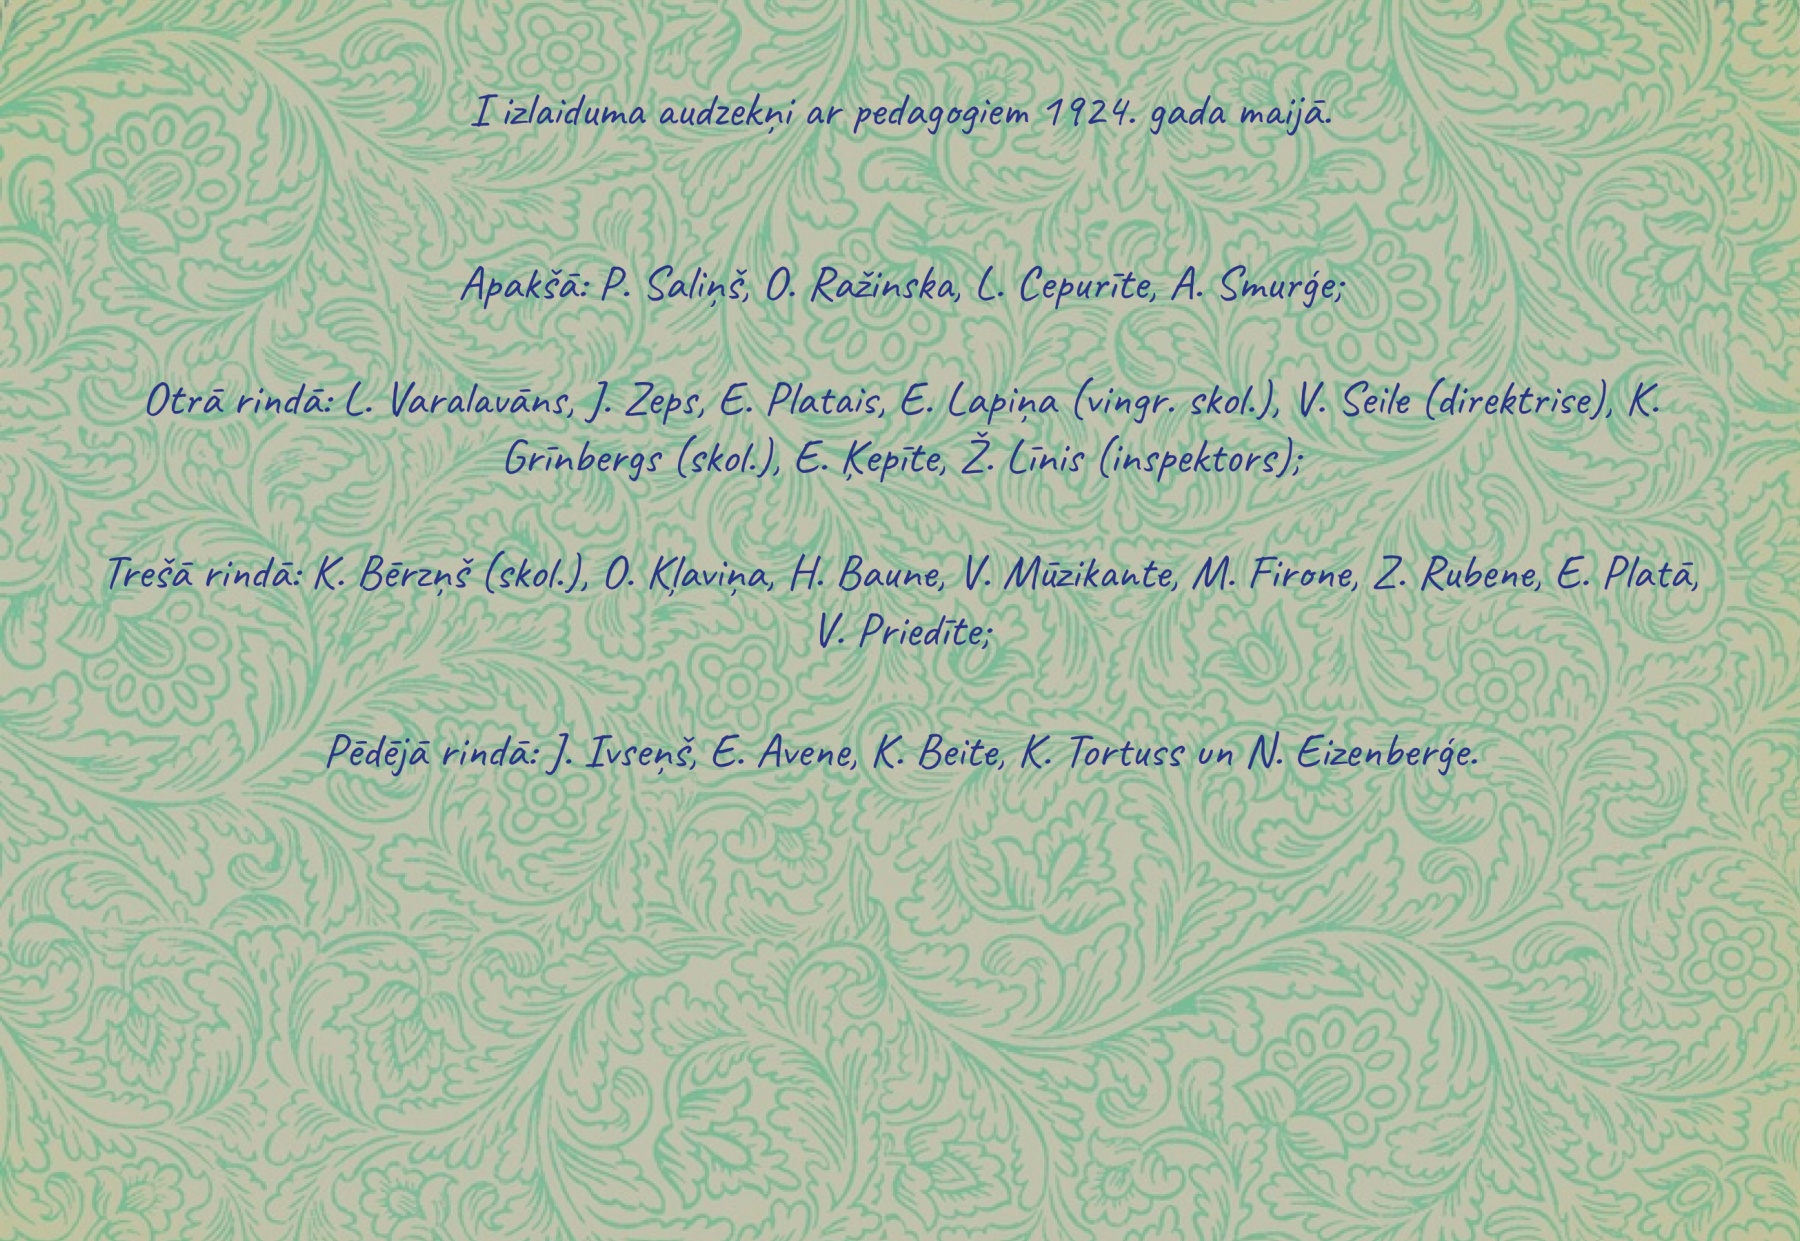 I izlaiduma audzekņi ar pedagogiem 1924. gada maijā.
Apakšā: P. Saliņš, O. Ražinska, L. Cepurīte, A. Smurģe;
Otrā rindā: L. Varalavāns, J. Zeps, E. Platais, E. Lapiņa (vingr. skol.), V. Seile (direktrise), K.
Grīnbergs (skol.), E. Ķepīte, Ž. Līnis (inspektors);
Trešā rindā: K. Bērzņš (skol.), O. Kļaviņa, H. Baune, V. Mūzikante, M. Firone, Z. Rubene, E. Platā,
V. Priedīte;
Pēdējā rindā: J. Ivseņš, E. Avene, K. Beite, K. Tortuss un N. Eizenberģe.